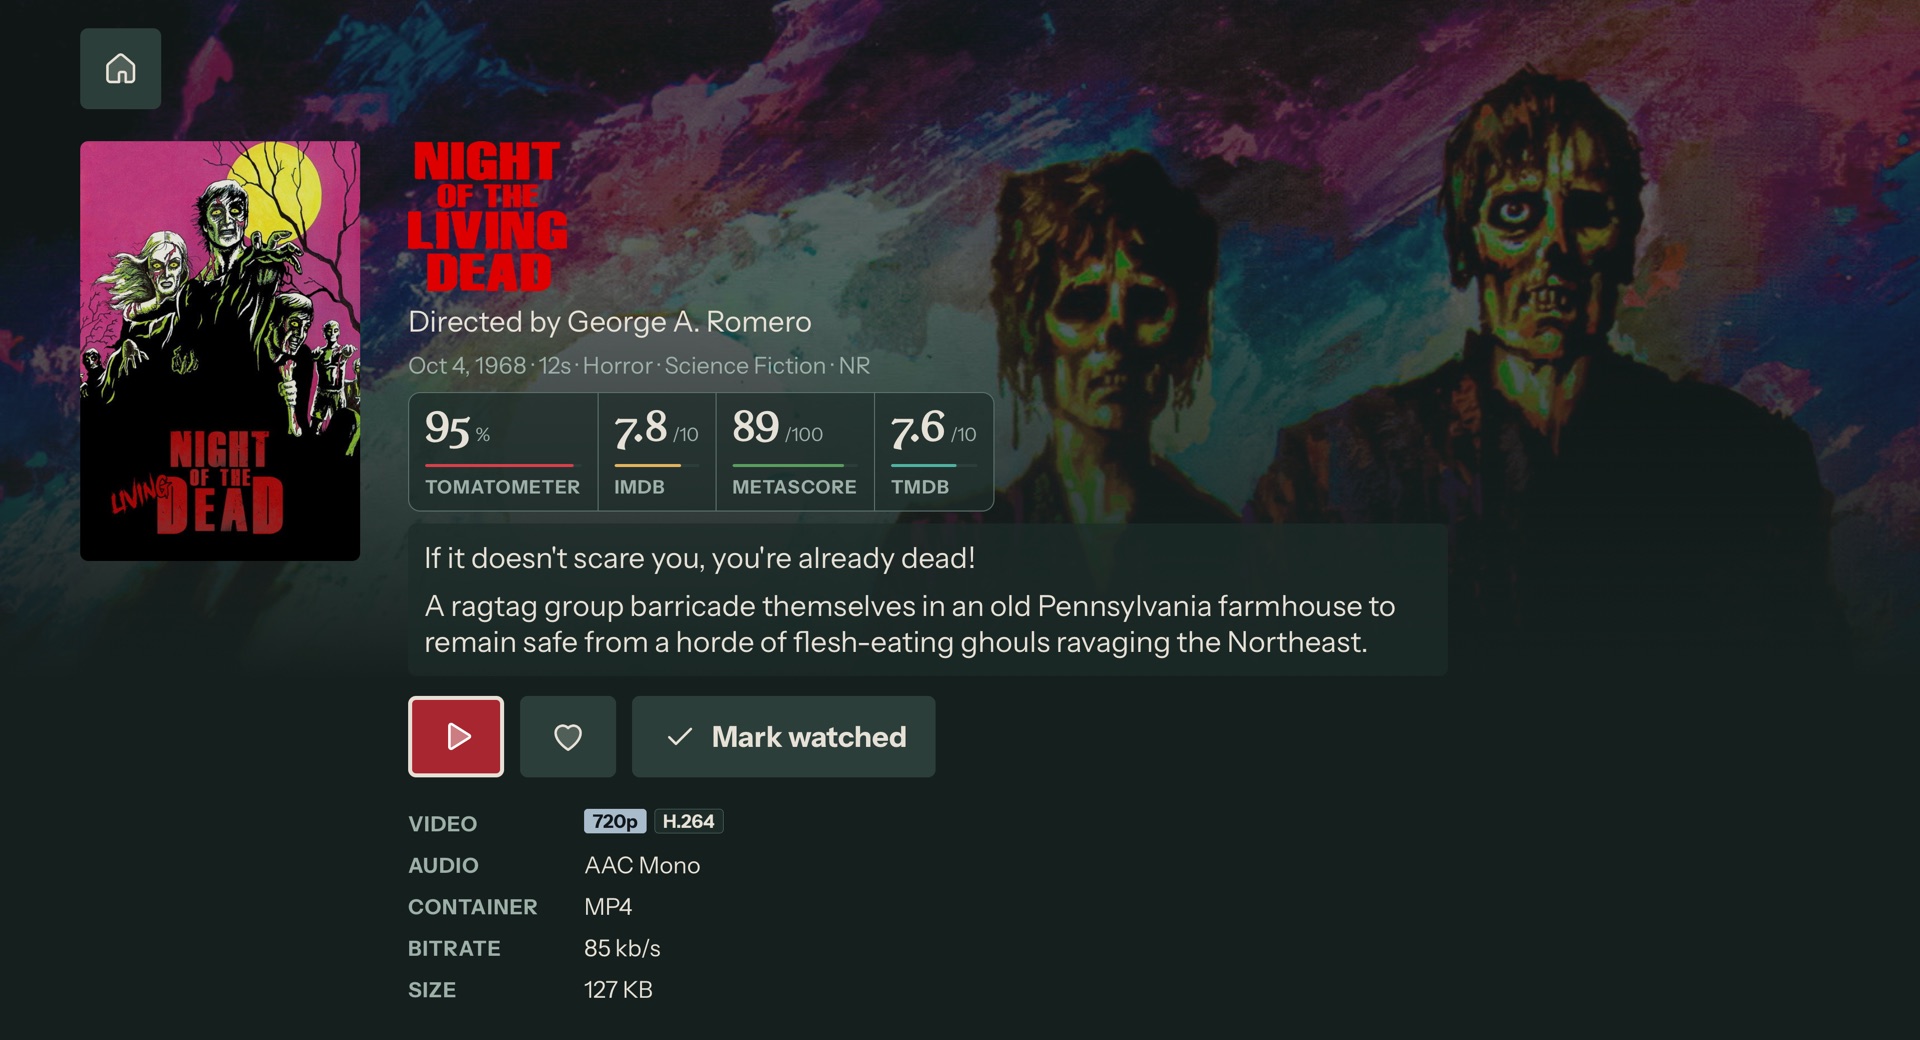 NIGHT
OF THE
LIVING
DEAD
NIGHT
OF THE
LIVING
DEAD
Directed by George A. Romero
Oct 4, 1968 · 12s · Horror · Science Fiction · NR
95 % 7.8 /10 89 /100 7.6 /10
TOMATOMETER IMDB METASCORE TMDB
If it doesn't scare you, you're already dead!
A ragtag group barricade themselves in an old Pennsylvania farmhouse to
remain safe from a horde of flesh-eating ghouls ravaging the Northeast.
Mark watched
VIDEO 720p H.264
AUDIO AAC Mono
CONTAINER MP4
BITRATE 85 kb/s
SIZE 127 KB